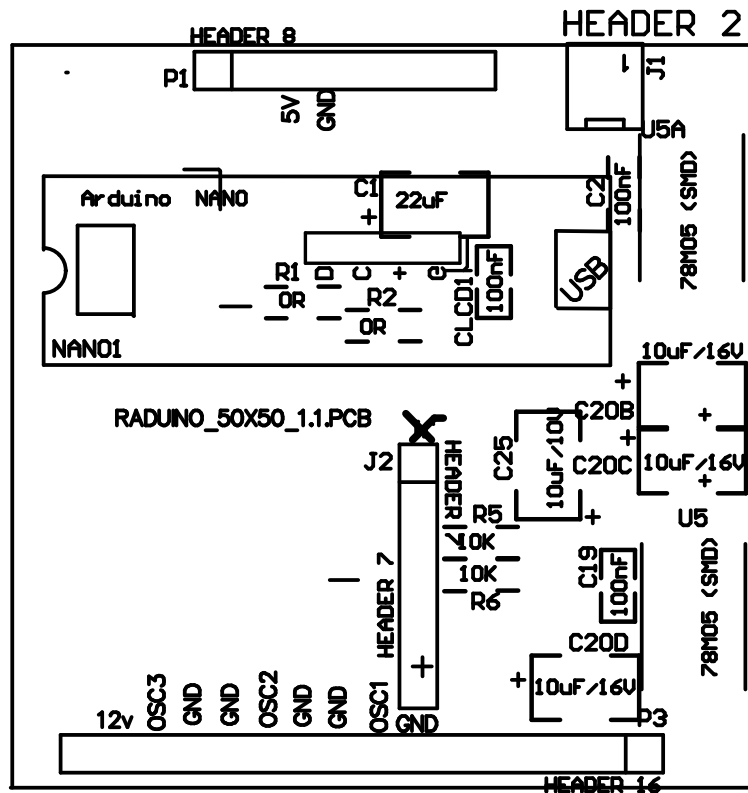 HEADER 2
HEADER 8
P1
1
J1
5V
GND
U5A
Arduino NANO
C1
+
22uF
C2
100nF
78M05 (SMD)
D
C
+
G
R1
0R
R2
0R
CLCD1
100nF
USB
NANO1
10uF/16V
RADUINO_50X50_1.1.PCB
+
C20B
+
J2
HEADER 7
C25
10uF/10V
+
C20C
10uF/16V
+
R5
10K
+
U5
10K
R6
HEADER 7
C19
100nF
78M05 (SMD)
C20D
+
10uF/16V
+
12v
OSC3
GND
GND
OSC2
GND
GND
OSC1
GND
P3
HEADER 16